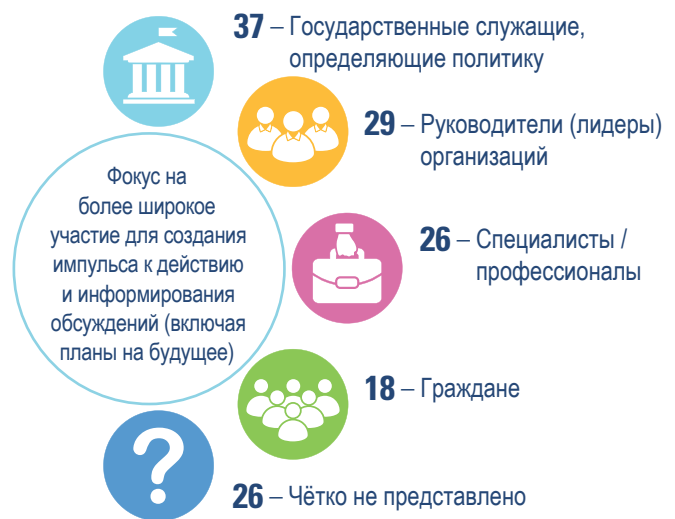 37 – Государственные служащие,
определяющие политику
29 – Руководители (лидеры)
организаций
Фокус на
более широкое
участие для создания
импульса к действию
и информирования
обсуждений (включая
планы на будущее)
26 – Специалисты /
профессионалы
18 – Граждане
?
26 – Чётко не представлено